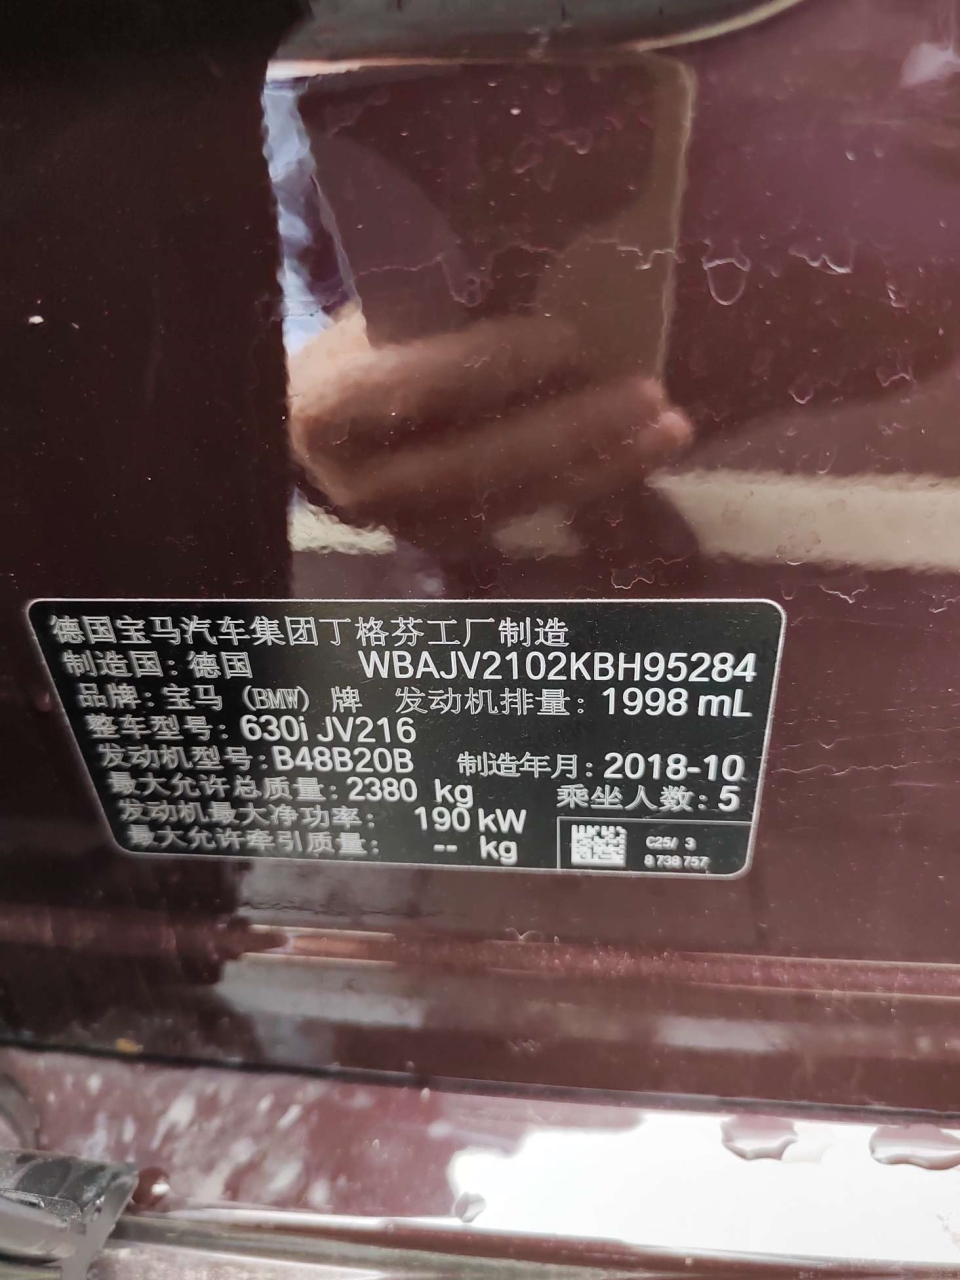 德国宝马汽车集团丁格芬工厂制造
制造国：德国 WBAJV2102KBH95284
品牌：宝马 (BMW) 牌 发动机排量：1998 mL
整车型号：630i JV216
发动机型号：B48B20B 制造年月：2018-10
最大允许总质量：2380 kg 乘坐人数：5
发动机最大净功率： 190 kW
最大允许牵引质量： -- kg
C25/ 3
8 738 757